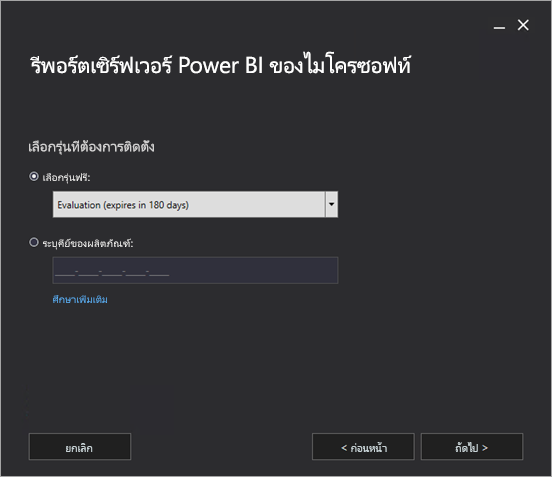 รีพอร์ตเซิร์ฟเวอร์ Power BI ของไมโครซอฟท์
เลือกรุ่นที่ต้องการติดตั้ง
เลือกรุ่นฟรี:
Evaluation (expires in 180 days)
ระบุคีย์ของผลิตภัณฑ์:
____-____-____-____-____
ศึกษาเพิ่มเติม
ยกเลิก
< ก่อนหน้า
ถัดไป >